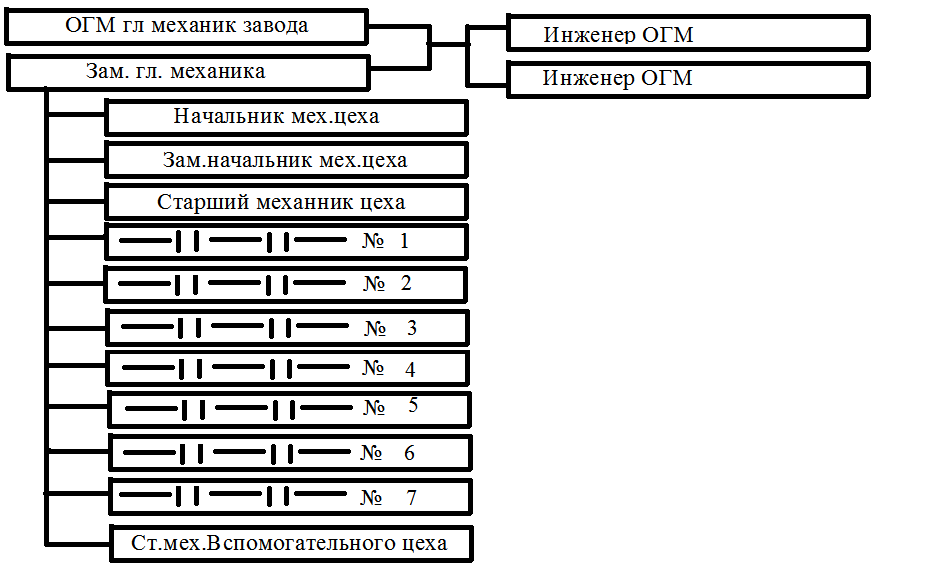 ОГМ гл механик завода
Инженер ОГМ
Зам. гл. механика
Инженер ОГМ
Начальник мех.цеха
Зам.начальник мех.цеха
Старший механник цеха
№ 1
№ 2
№ 3
№ 4
№ 5
№ 6
№ 7
Ст.мех.Вспомогательного цеха